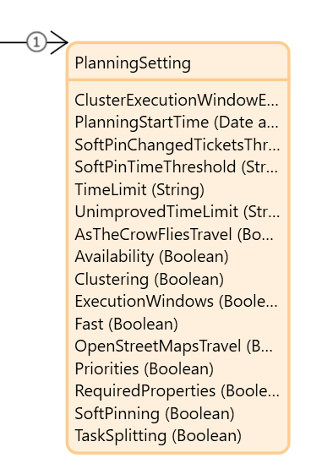 1
PlanningSetting
ClusterExecutionWindowE...
PlanningStartTime (Date a...
SoftPinChangedTicketsThr...
SoftPinTimeThreshold (Str...
TimeLimit (String)
UnimprovedTimeLimit (Str...
AsTheCrowFliesTravel (Bo...
Availability (Boolean)
Clustering (Boolean)
ExecutionWindows (Boole...
Fast (Boolean)
OpenStreetMapsTravel (B...
Priorities (Boolean)
RequiredProperties (Boole...
SoftPinning (Boolean)
TaskSplitting (Boolean)